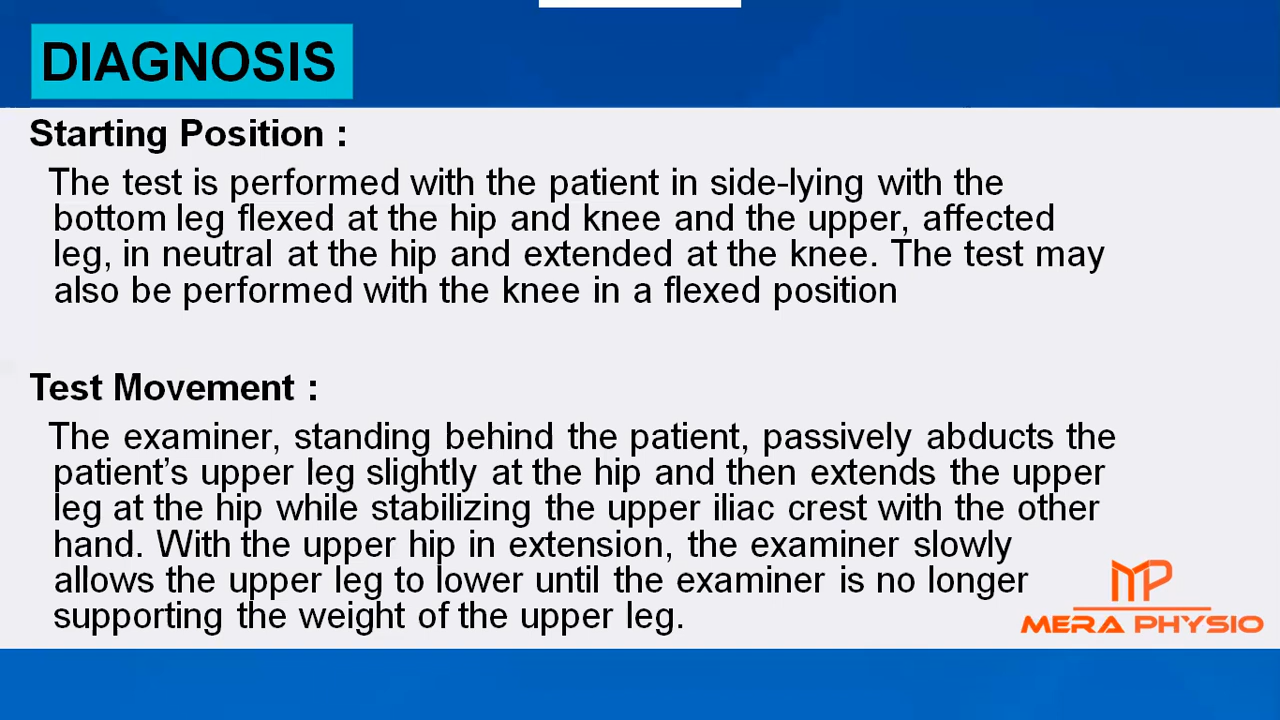 DIAGNOSIS
Starting Position :
The test is performed with the patient in side-lying with the
bottom leg flexed at the hip and knee and the upper, affected
leg, in neutral at the hip and extended at the knee. The test may
also be performed with the knee in a flexed position
Test Movement :
The examiner, standing behind the patient, passively abducts the
patient's upper leg slightly at the hip and then extends the upper
leg at the hip while stabilizing the upper iliac crest with the other
hand. With the upper hip in extension, the examiner slowly
allows the upper leg to lower until the examiner is no longer
supporting the weight of the upper leg.
MP
MERA PHYSIO